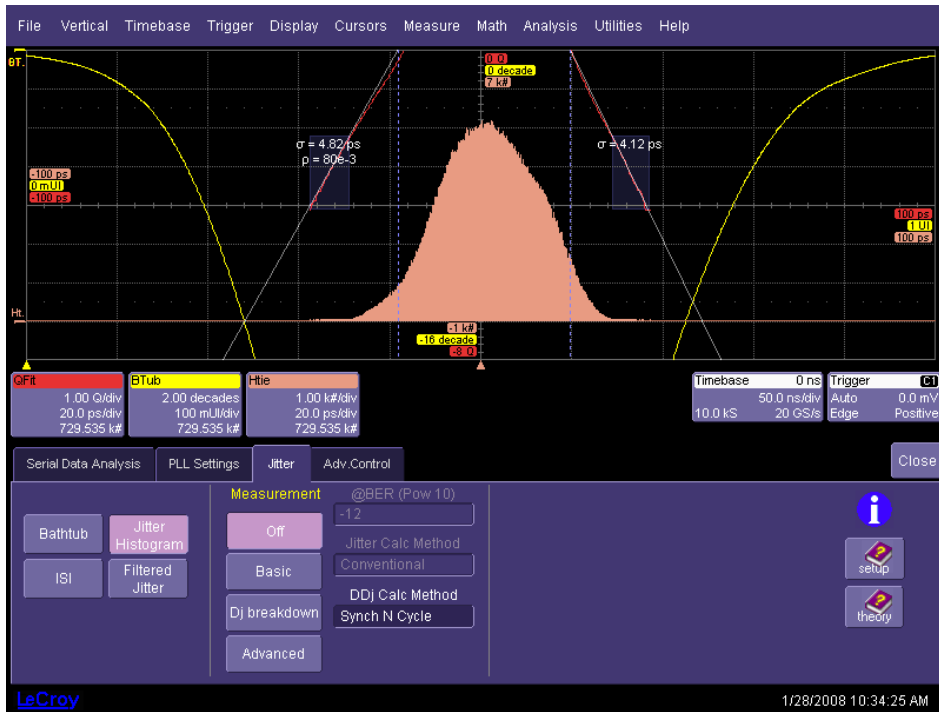 File Vertical Timebase Trigger Display Cursors Measure Math Analysis Utilities Help
0 Q
0 decade
7 k#
σ = 4.82 ps
ρ = 80e-3
σ = 4.12 ps
-100 ps
0 mUI
-100 ps
100 ps
1 UI
100 ps
Ht.
-1 k#
-16 decade
-8 Q
QFit
1.00 Q/div
20.0 ps/div
729.535 k#
BTub
2.00 decades
100 mUI/div
729.535 k#
Htie
1.00 k#/div
20.0 ps/div
729.535 k#
Timebase 0 ns
50.0 ns/div
10.0 kS 20 GS/s
Trigger C1
Auto 0.0 mV
Edge Positive
Serial Data Analysis PLL Settings Jitter Adv.Control
Close
Bathtub
Jitter Histogram
ISI
Filtered Jitter
Measurement
Off
Basic
Dj breakdown
Advanced
@BER (Pow 10)
-12
Jitter Calc Method
Conventional
DDj Calc Method
Synch N Cycle
setup
theory
LeCroy
1/28/2008 10:34:25 AM